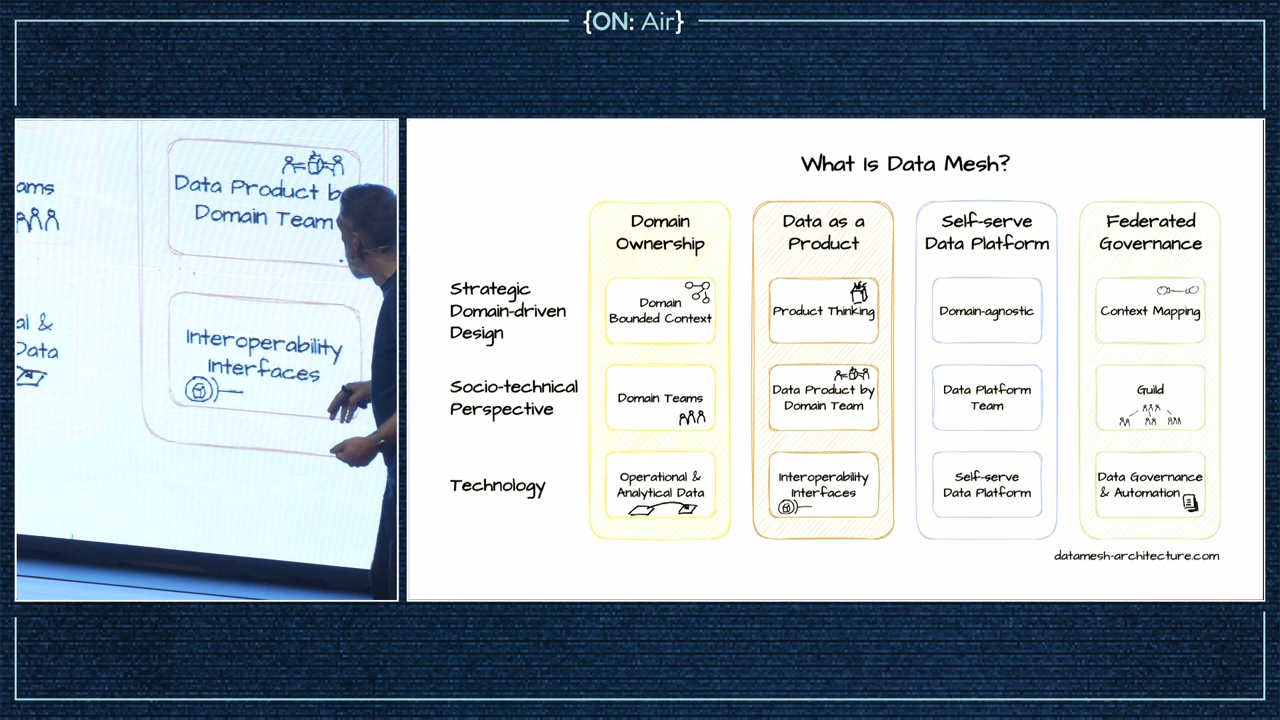 {ON: Air}
ams
Data Product b
Domain Team
al &
Data
Interoperability
Interfaces
What Is Data Mesh?
Domain
Ownership
Data as a
Product
Self-serve
Data Platform
Federated
Governance
Strategic
Domain-driven
Design
Domain
Bounded Context
Product Thinking
Domain-agnostic
Context Mapping
Socio-technical
Perspective
Domain Teams
Data Product by
Domain Team
Data Platform
Team
Guild
Technology
Operational &
Analytical Data
Interoperability
Interfaces
Self-serve
Data Platform
Data Governance
& Automation
datamesh-architecture.com